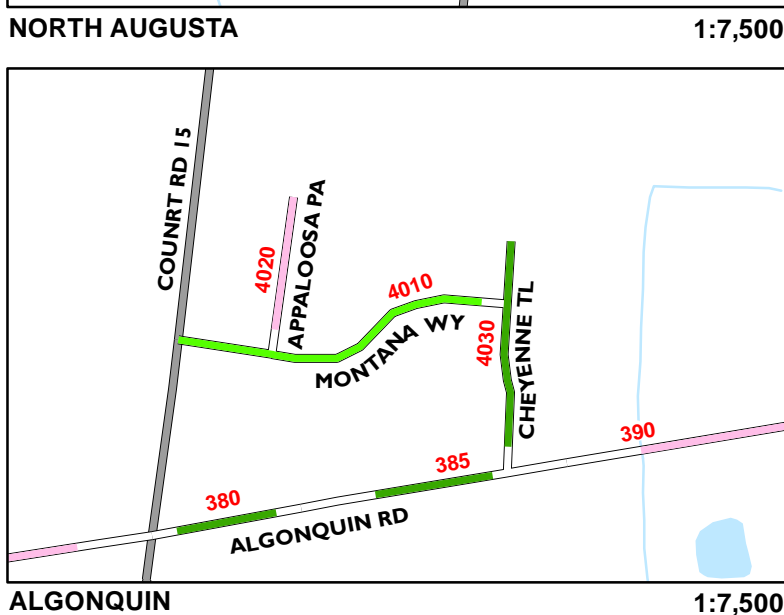 NORTH AUGUSTA 1:7,500
COUNRT RD 15
4020
APPALOOSA PA
4010
MONTANA WY
4030
CHEYENNE TL
390
385
380
ALGONQUIN RD
ALGONQUIN 1:7,500